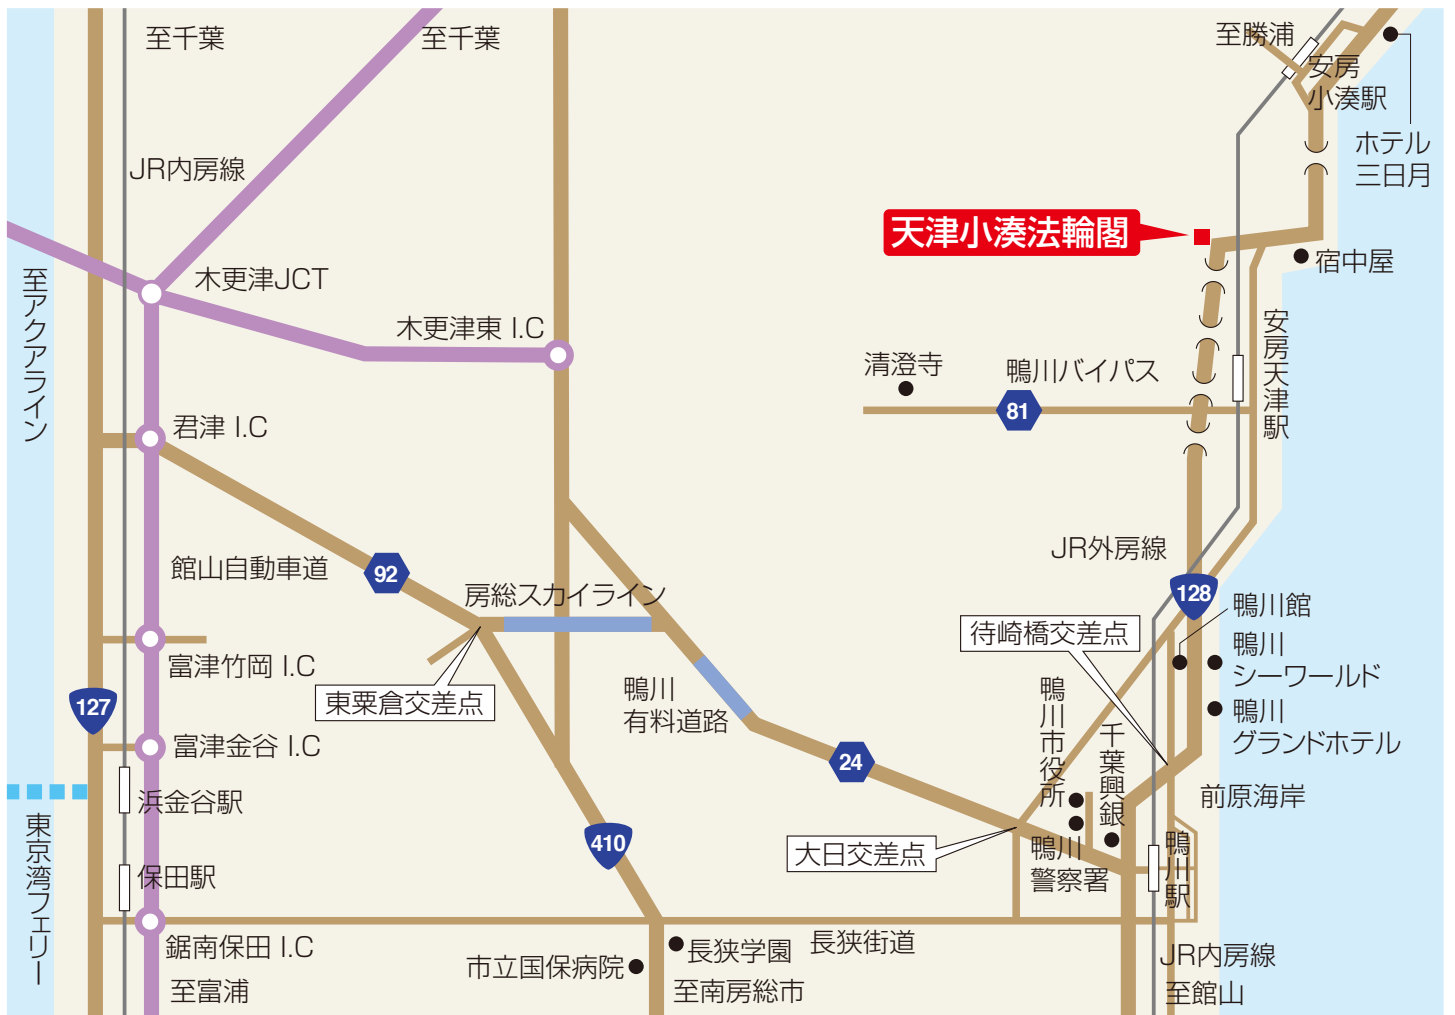 至千葉
至千葉
至勝浦
安房
小湊駅
ホテル
三日月
JR内房線
天津小湊法輪閣
宿中屋
至アクアライン
木更津JCT
木更津東 I.C
安房天津駅
清澄寺
鴨川バイパス
81
君津 I.C
JR外房線
館山自動車道
92
房総スカイライン
128
鴨川館
待崎橋交差点
鴨川
シーワールド
富津竹岡 I.C
東粟倉交差点
鴨川
有料道路
鴨川市役所
127
鴨川
グランドホテル
千葉興銀
富津金谷 I.C
24
前原海岸
浜金谷駅
東京湾フェリー
410
大日交差点
鴨川
警察署
鴨川駅
保田駅
鋸南保田 I.C
長狭学園
長狭街道
市立国保病院
JR内房線
至富浦
至南房総市
至館山